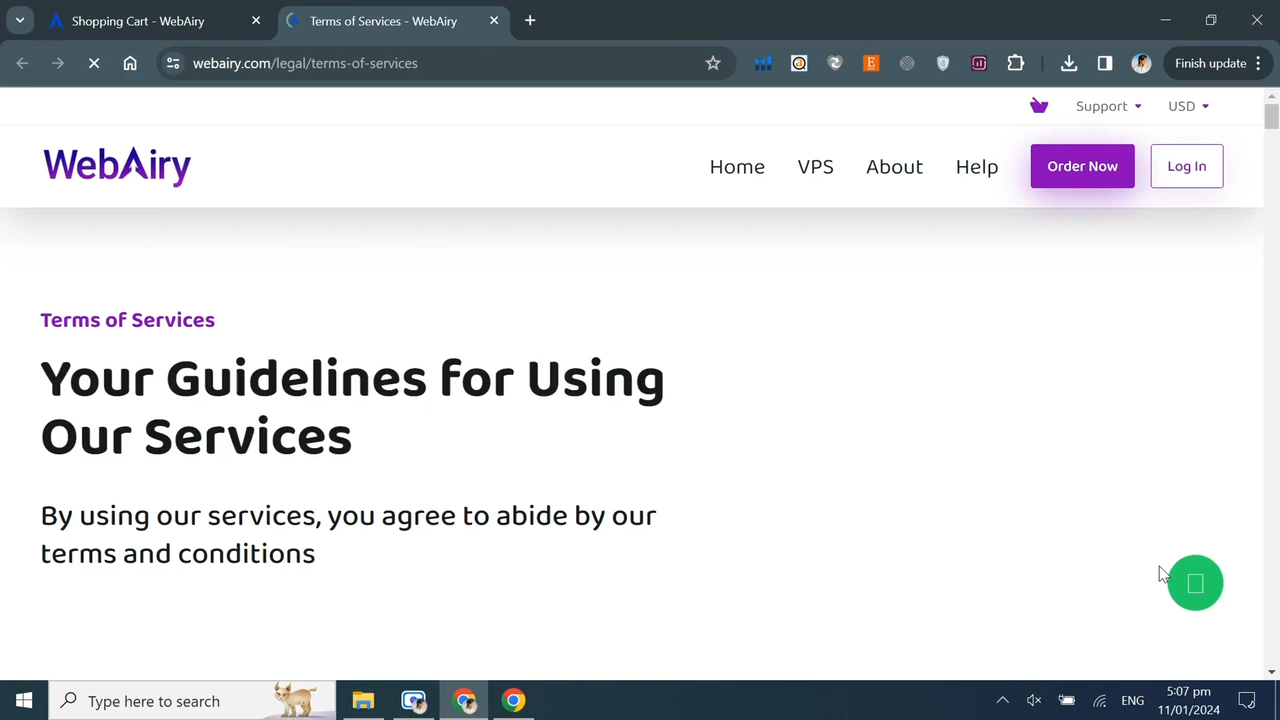 Shopping Cart - WebAiry
Terms of Services - WebAiry
webairy.com/legal/terms-of-services
Finish update
Support
USD
WebAiry
Home
VPS
About
Help
Order Now
Log In
Terms of Services
Your Guidelines for Using
Our Services
By using our services, you agree to abide by our
terms and conditions
Type here to search
ENG
5:07 pm
11/01/2024